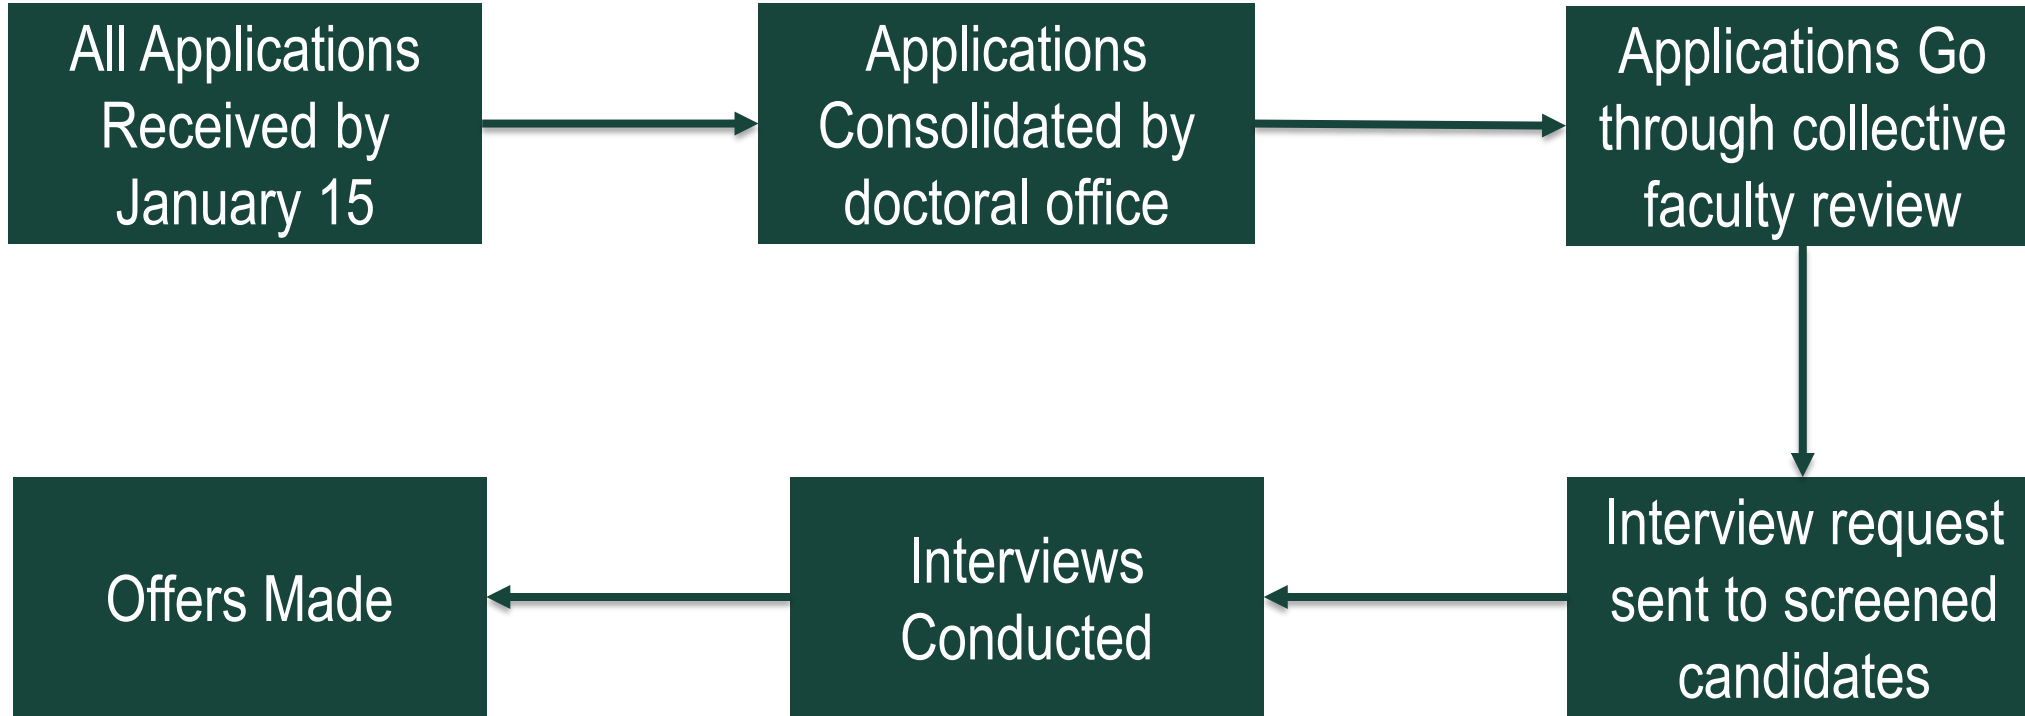 All Applications
Received by
January 15
Applications
Consolidated by
doctoral office
Applications Go
through collective
faculty review
Interview request
sent to screened
candidates
Interviews
Conducted
Offers Made